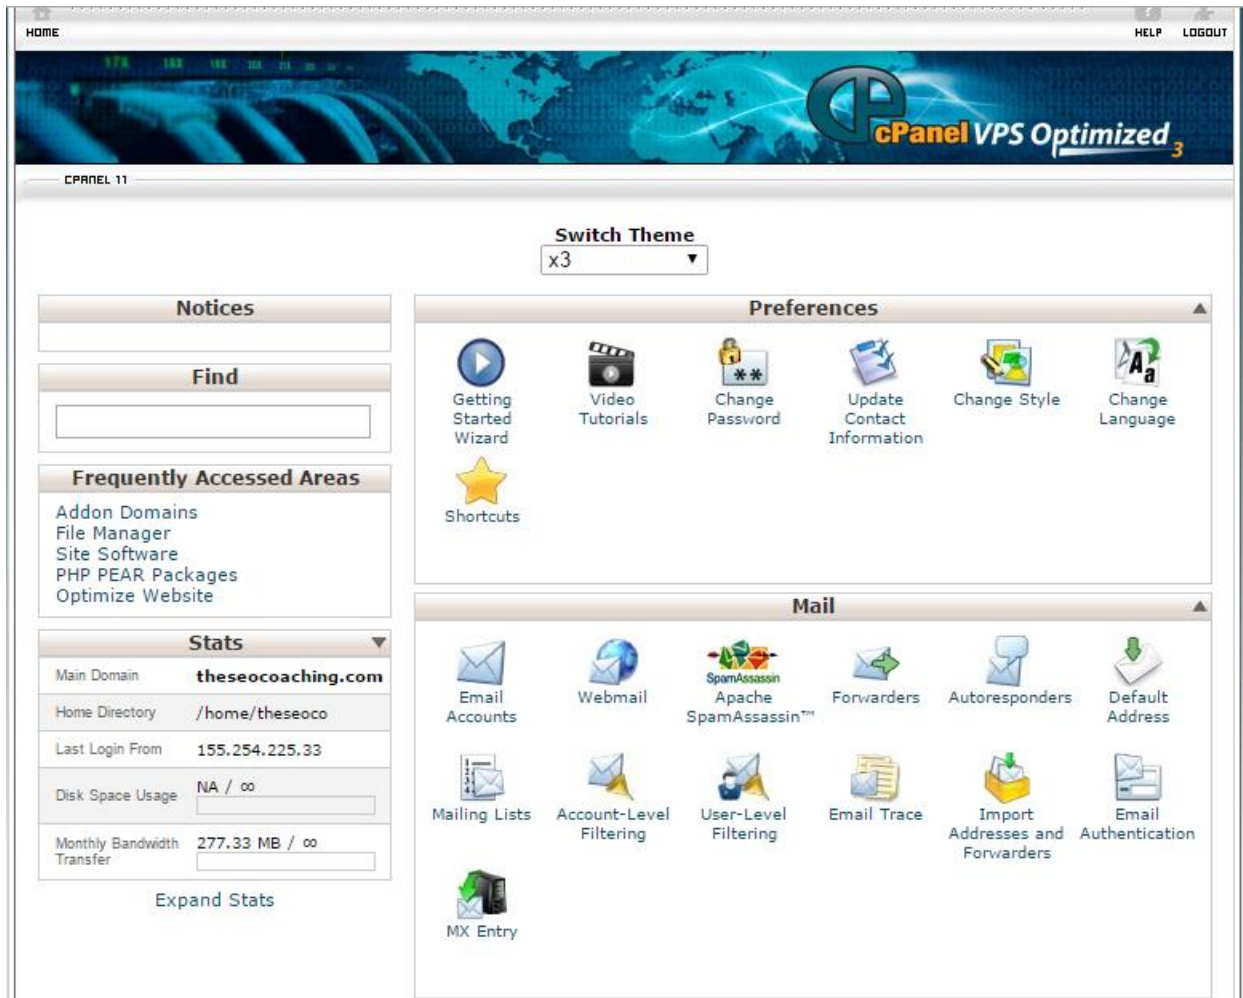 HOME
HELP LOGOUT
cPanel VPS Optimized 3
CPANEL 11
Switch Theme
x3
Notices
Find
Frequently Accessed Areas
Addon Domains
File Manager
Site Software
PHP PEAR Packages
Optimize Website
Stats
Main Domain theseocoaching.com
Home Directory /home/theseoco
Last Login From 155.254.225.33
Disk Space Usage NA / ∞
Monthly Bandwidth
Transfer
277.33 MB / ∞
Expand Stats
Preferences
Getting
Started
Wizard
Video
Tutorials
Change
Password
Update
Contact
Information
Change Style
Change
Language
Shortcuts
Mail
Email
Accounts
Webmail
SpamAssassin
Apache
SpamAssassin™
Forwarders
Autoresponders
Default
Address
Mailing Lists
Account-Level
Filtering
User-Level
Filtering
Email Trace
Import
Addresses and
Forwarders
Email
Authentication
MX Entry